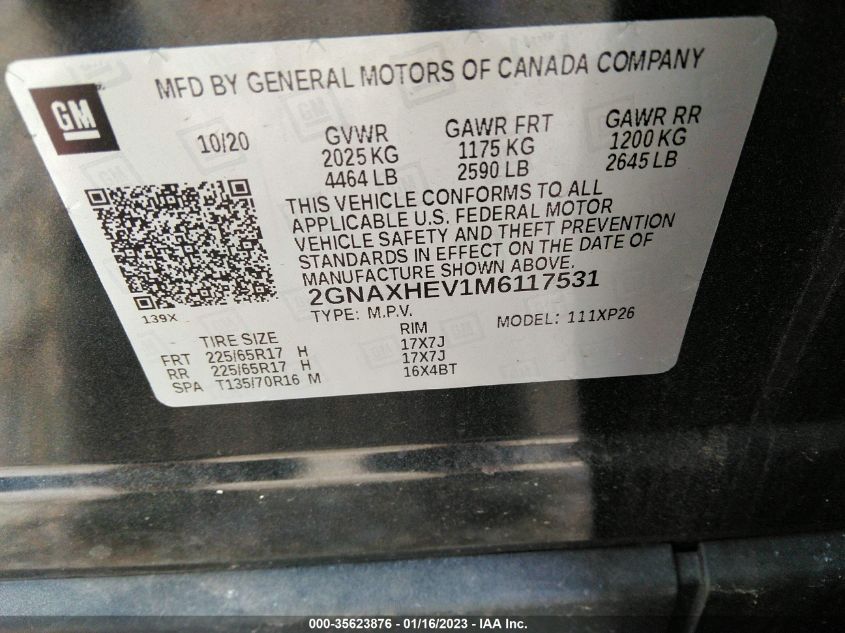 MFD BY GENERAL MOTORS OF CANADA COMPANY
GM
10/20
GVWR GAWR FRT GAWR RR
2025 KG 1175 KG 1200 KG
4464 LB 2590 LB 2645 LB
THIS VEHICLE CONFORMS TO ALL
APPLICABLE U.S. FEDERAL MOTOR
VEHICLE SAFETY AND THEFT PREVENTION
STANDARDS IN EFFECT ON THE DATE OF
MANUFACTURE SHOWN ABOVE.
2GNAXHEV1M6117531
139X
TYPE: M.P.V. MODEL: 111XP26
TIRE SIZE RIM
FRT 225/65R17 H 17X7J
RR 225/65R17 H 17X7J
SPA T135/70R16 M 16X4BT
000-35623876 - 01/16/2023 - IAA Inc.